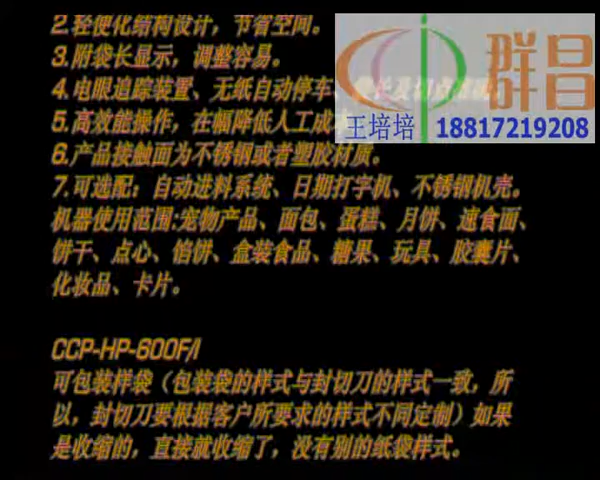 2.轻便化结构设计，节省空间。
3.附袋长显示，调整容易。
4.电眼追踪装置、无纸自动停车
5.高效能操作，在幅降低人工成
6.产品接触面为不锈钢或者塑胶材质。
7.可选配：自动进料系统、日期打字机、不锈钢机壳。
机器使用范围:宠物产品、面包、蛋糕、月饼、速食面、
饼干、点心、馅饼、盒装食品、糖果、玩具、胶囊片、
化妆品、卡片。
CCP-HP-600F/I
可包装样袋（包装袋的样式与封切刀的样式一致，所
以，封切刀要根据客户所要求的样式不同定制）如果
是收缩的，直接就收缩了，没有别的纸袋样式。
群昌
王培培 18817219208